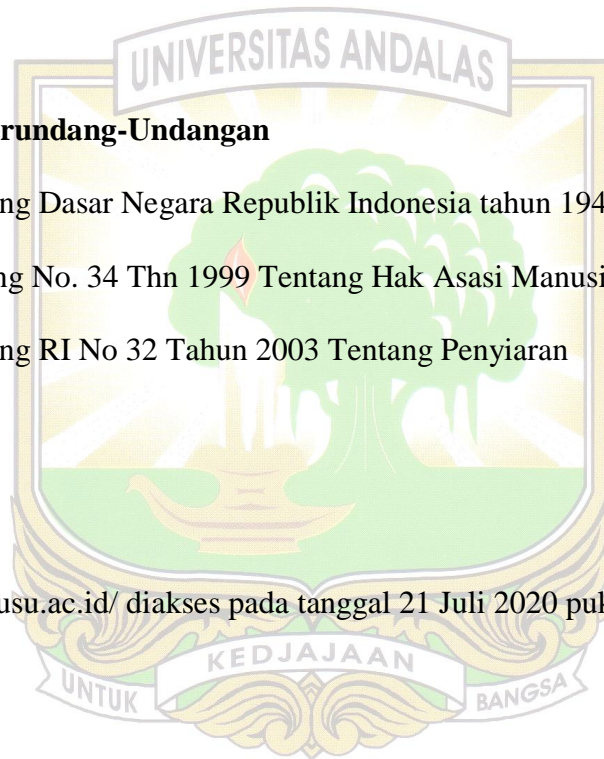 UNIVERSITAS ANDALAS
rundang-Undangan
ng Dasar Negara Republik Indonesia tahun 194
ng No. 34 Thn 1999 Tentang Hak Asasi Manusi
ng RI No 32 Tahun 2003 Tentang Penyiaran
usu.ac.id/ diakses pada tanggal 21 Juli 2020 puk
KEDJAJAAN
UNTUK BANGSA